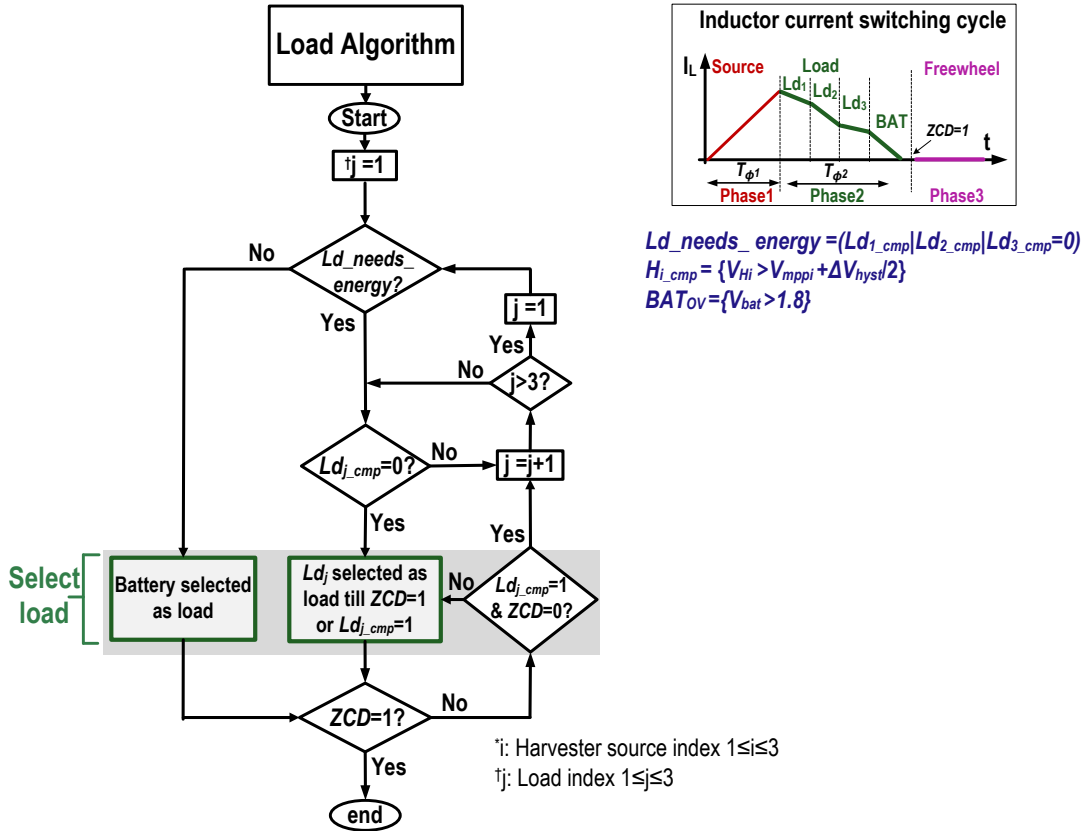 Load Algorithm
Start
†j =1
Ld_needs_
energy?
No
Yes
j =1
Yes
No
j>3?
Ldj_cmp=0?
No
j =j+1
Yes
Yes
Select
load
Battery selected
as load
Ldj selected as
load till ZCD=1
or Ldj_cmp=1
No
Ldj_cmp=1
& ZCD=0?
ZCD=1?
No
Yes
end
*i: Harvester source index 1≤i≤3
†j: Load index 1≤j≤3
Inductor current switching cycle
IL
Source
Load
Freewheel
Ld1
Ld2
Ld3
BAT
ZCD=1
t
Tϕ1
Tϕ2
Phase1
Phase2
Phase3
Ld_needs_ energy =(Ld1_cmp|Ld2_cmp|Ld3_cmp=0)
Hi_cmp = {VHi >Vmppi +ΔVhyst/2}
BATOV ={Vbat >1.8}